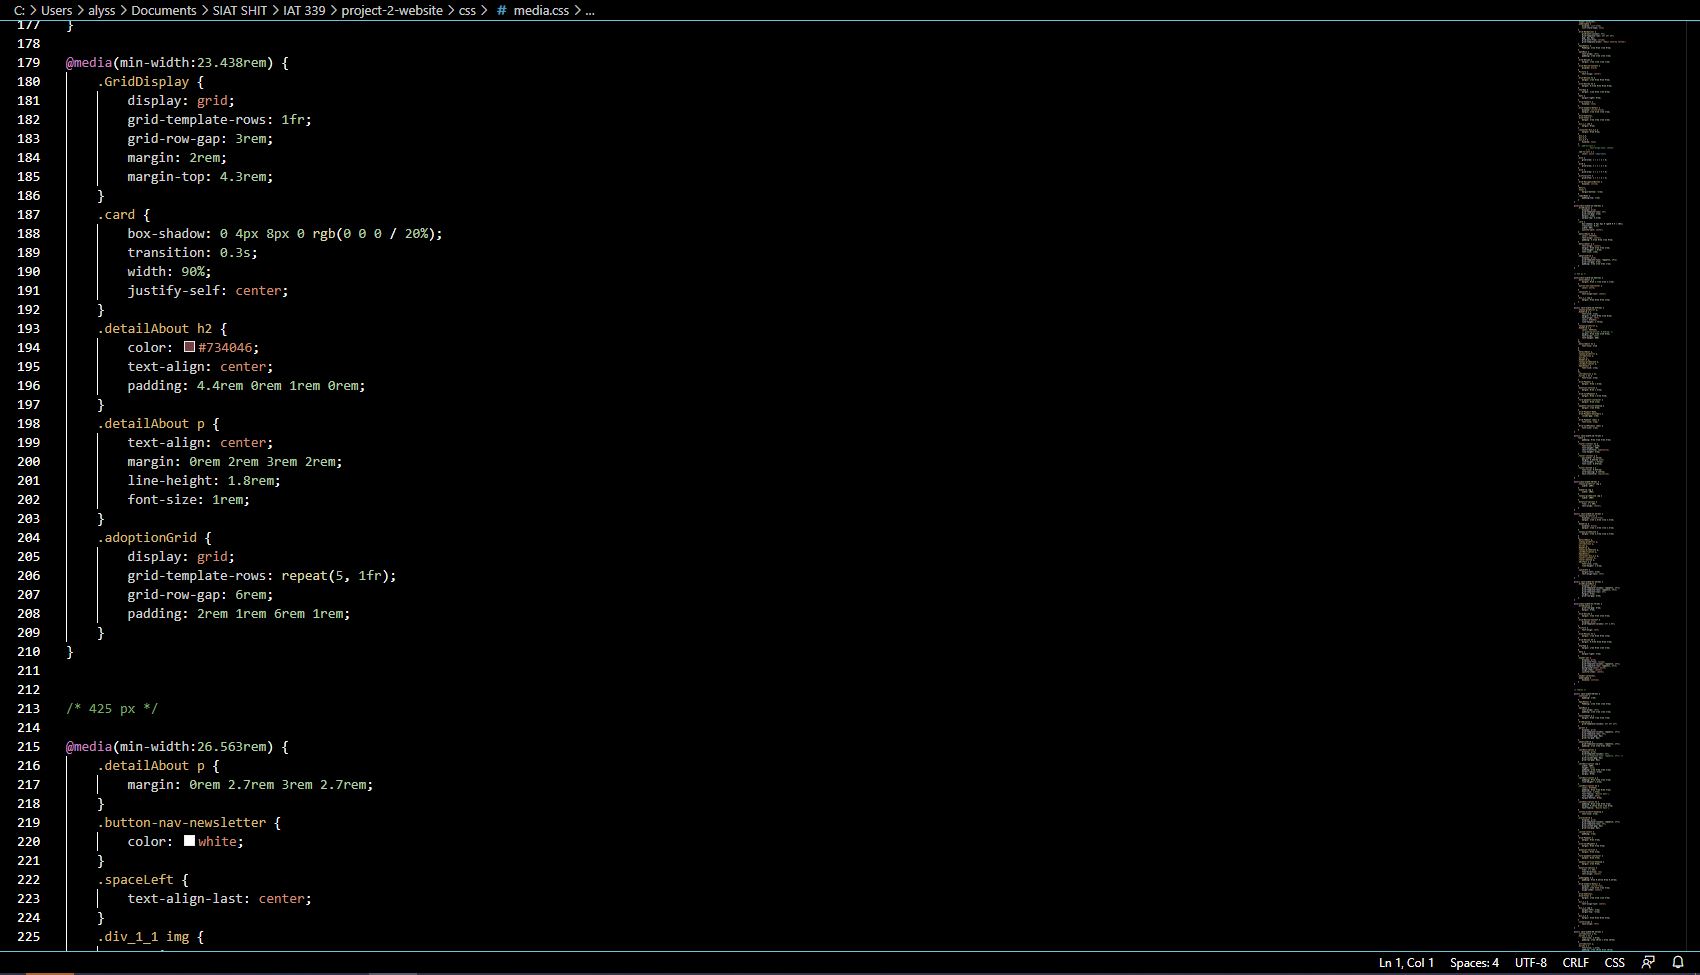 C: > Users > alyss > Documents > SIAT SHIT > IAT 339 > project-2-website > css > # media.css > ...
177 }
178
179 @media(min-width:23.438rem) {
180 .GridDisplay {
181 display: grid;
182 grid-template-rows: 1fr;
183 grid-row-gap: 3rem;
184 margin: 2rem;
185 margin-top: 4.3rem;
186 }
187 .card {
188 box-shadow: 0 4px 8px 0 rgb(0 0 0 / 20%);
189 transition: 0.3s;
190 width: 90%;
191 justify-self: center;
192 }
193 .detailAbout h2 {
194 color: #734046;
195 text-align: center;
196 padding: 4.4rem 0rem 1rem 0rem;
197 }
198 .detailAbout p {
199 text-align: center;
200 margin: 0rem 2rem 3rem 2rem;
201 line-height: 1.8rem;
202 font-size: 1rem;
203 }
204 .adoptionGrid {
205 display: grid;
206 grid-template-rows: repeat(5, 1fr);
207 grid-row-gap: 6rem;
208 padding: 2rem 1rem 6rem 1rem;
209 }
210 }
211
212
213 /* 425 px */
214
215 @media(min-width:26.563rem) {
216 .detailAbout p {
217 margin: 0rem 2.7rem 3rem 2.7rem;
218 }
219 .button-nav-newsletter {
220 color: white;
221 }
222 .spaceLeft {
223 text-align-last: center;
224 }
225 .div_1_1 img {
Ln 1, Col 1 Spaces: 4 UTF-8 CRLF CSS